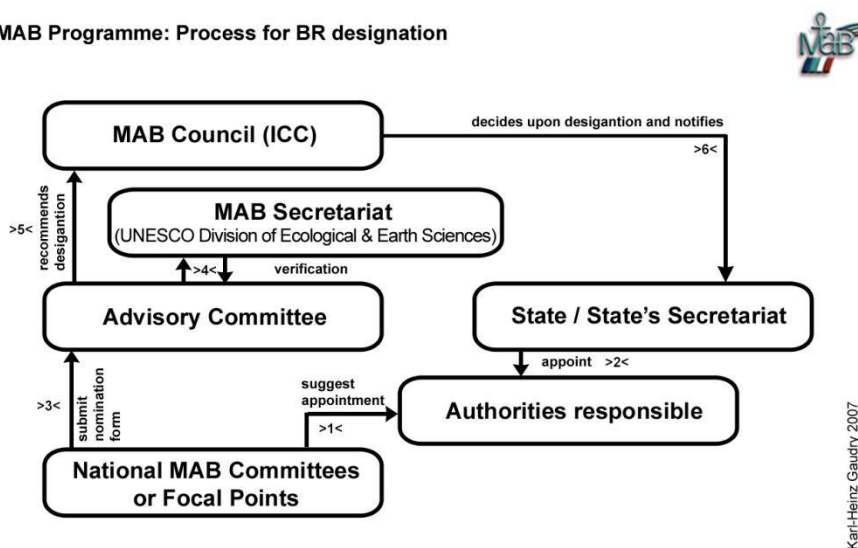 MAB Programme: Process for BR designation
MaB
MAB Council (ICC)
decides upon desigantion and notifies
>6<
MAB Secretariat
(UNESCO Division of Ecological & Earth Sciences)
>5<
recommends
desigantion
>4<
verification
Advisory Committee
State / State's Secretariat
appoint >2<
>3<
submit
nomination
form
suggest
appointment
>1<
Authorities responsible
National MAB Committees
or Focal Points
Karl-Heinz Gaudry 2007